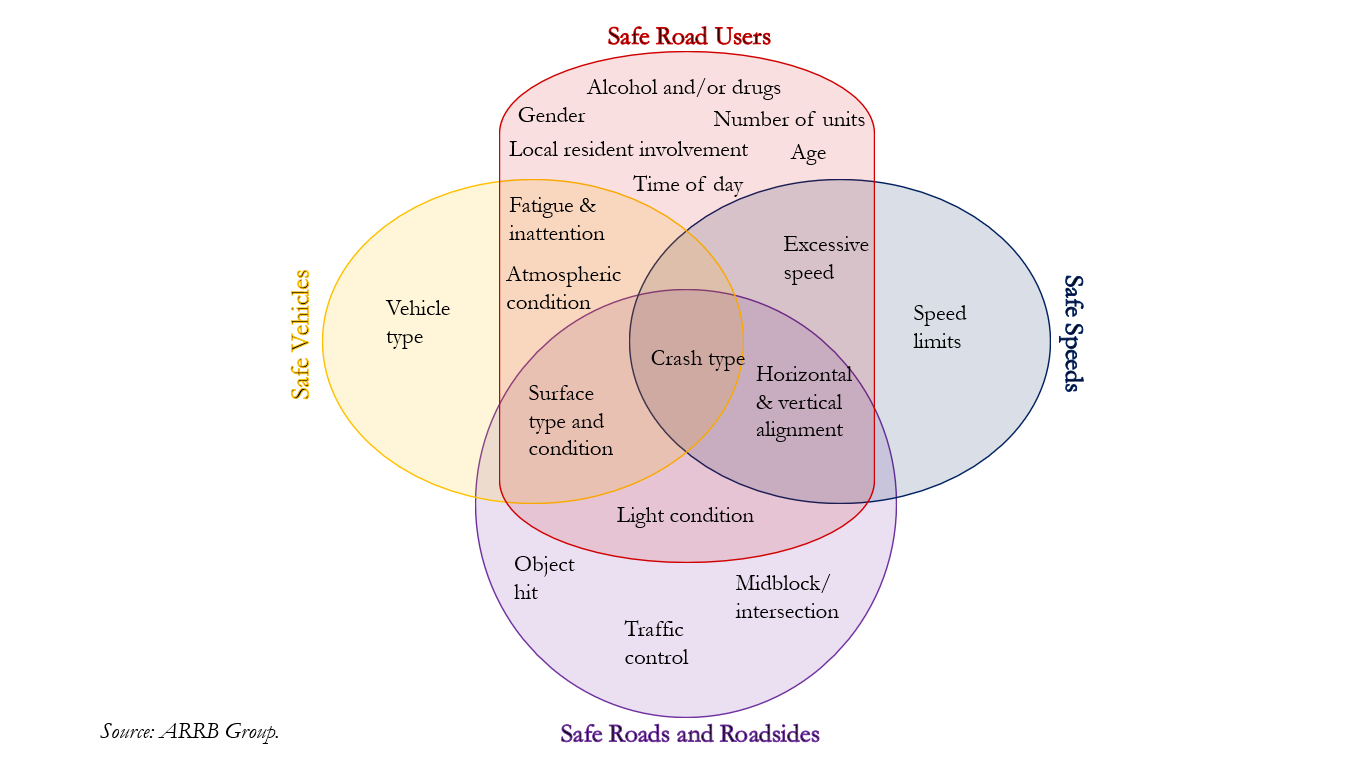 Safe Road Users
Alcohol and/or drugs
Gender
Number of units
Local resident involvement
Age
Time of day
Fatigue &
inattention
Excessive
speed
Atmospheric
condition
Safe Vehicles
Vehicle
type
Speed
limits
Safe Speeds
Crash type
Horizontal
& vertical
alignment
Surface
type and
condition
Light condition
Object
hit
Midblock/
intersection
Traffic
control
Source: ARRB Group.
Safe Roads and Roadsides